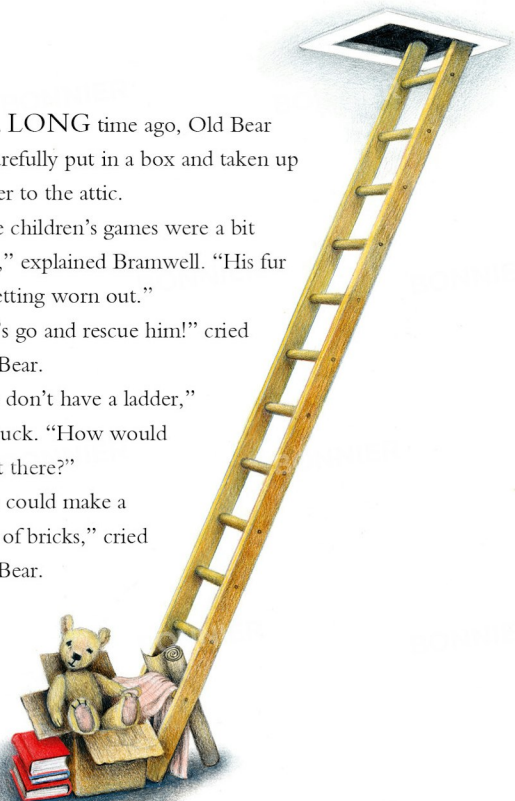 LONG time ago, Old Bear
refully put in a box and taken up
er to the attic.
e children’s games were a bit
,” explained Bramwell. “His fur
etting worn out.”
’s go and rescue him!” cried
Bear.
don’t have a ladder,”
uck. “How would
t there?”
could make a
of bricks,” cried
Bear.